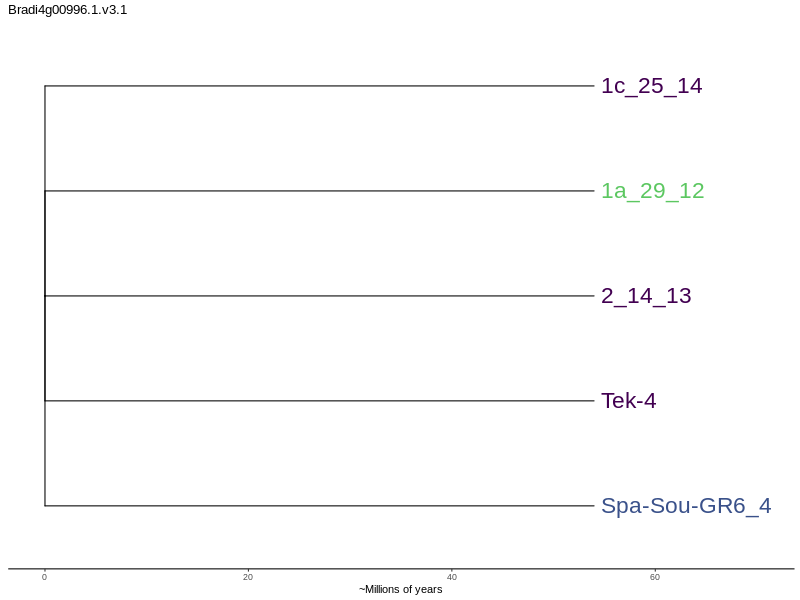 Bradi4g00996.1.v3.1
1c_25_14
1a_29_12
2_14_13
Tek-4
Spa-Sou-GR6_4
0 20 40 60
~Millions of years